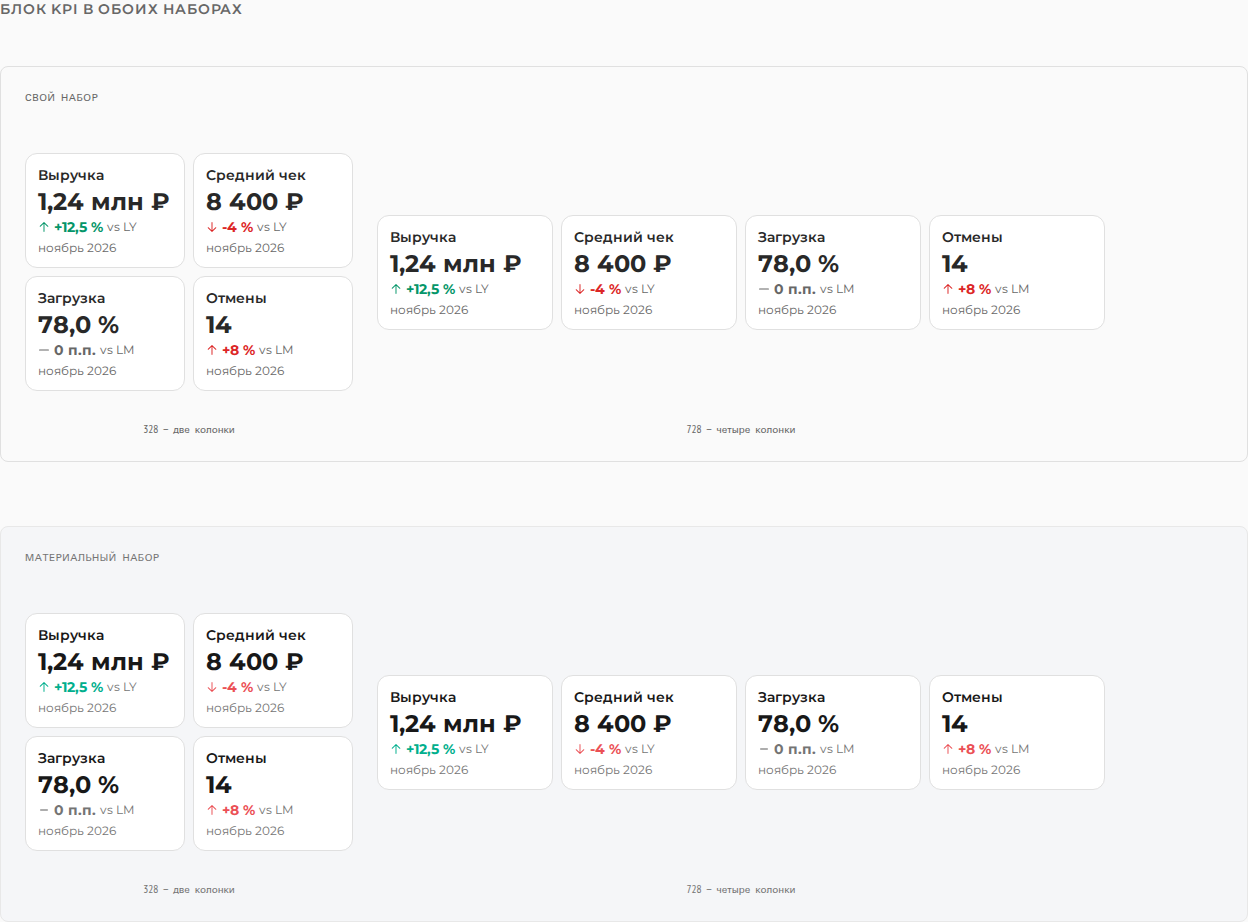 БЛОК KPI В ОБОИХ НАБОРАХ
СВОЙ НАБОР
Выручка
1,24 млн ₽
↑ +12,5 % vs LY
ноябрь 2026
Средний чек
8 400 ₽
↓ -4 % vs LY
ноябрь 2026
Загрузка
78,0 %
— 0 п.п. vs LM
ноябрь 2026
Отмены
14
↑ +8 % vs LM
ноябрь 2026
328 — две колонки
Выручка
1,24 млн ₽
↑ +12,5 % vs LY
ноябрь 2026
Средний чек
8 400 ₽
↓ -4 % vs LY
ноябрь 2026
Загрузка
78,0 %
— 0 п.п. vs LM
ноябрь 2026
Отмены
14
↑ +8 % vs LM
ноябрь 2026
728 — четыре колонки
МАТЕРИАЛЬНЫЙ НАБОР
Выручка
1,24 млн ₽
↑ +12,5 % vs LY
ноябрь 2026
Средний чек
8 400 ₽
↓ -4 % vs LY
ноябрь 2026
Загрузка
78,0 %
— 0 п.п. vs LM
ноябрь 2026
Отмены
14
↑ +8 % vs LM
ноябрь 2026
328 — две колонки
Выручка
1,24 млн ₽
↑ +12,5 % vs LY
ноябрь 2026
Средний чек
8 400 ₽
↓ -4 % vs LY
ноябрь 2026
Загрузка
78,0 %
— 0 п.п. vs LM
ноябрь 2026
Отмены
14
↑ +8 % vs LM
ноябрь 2026
728 — четыре колонки